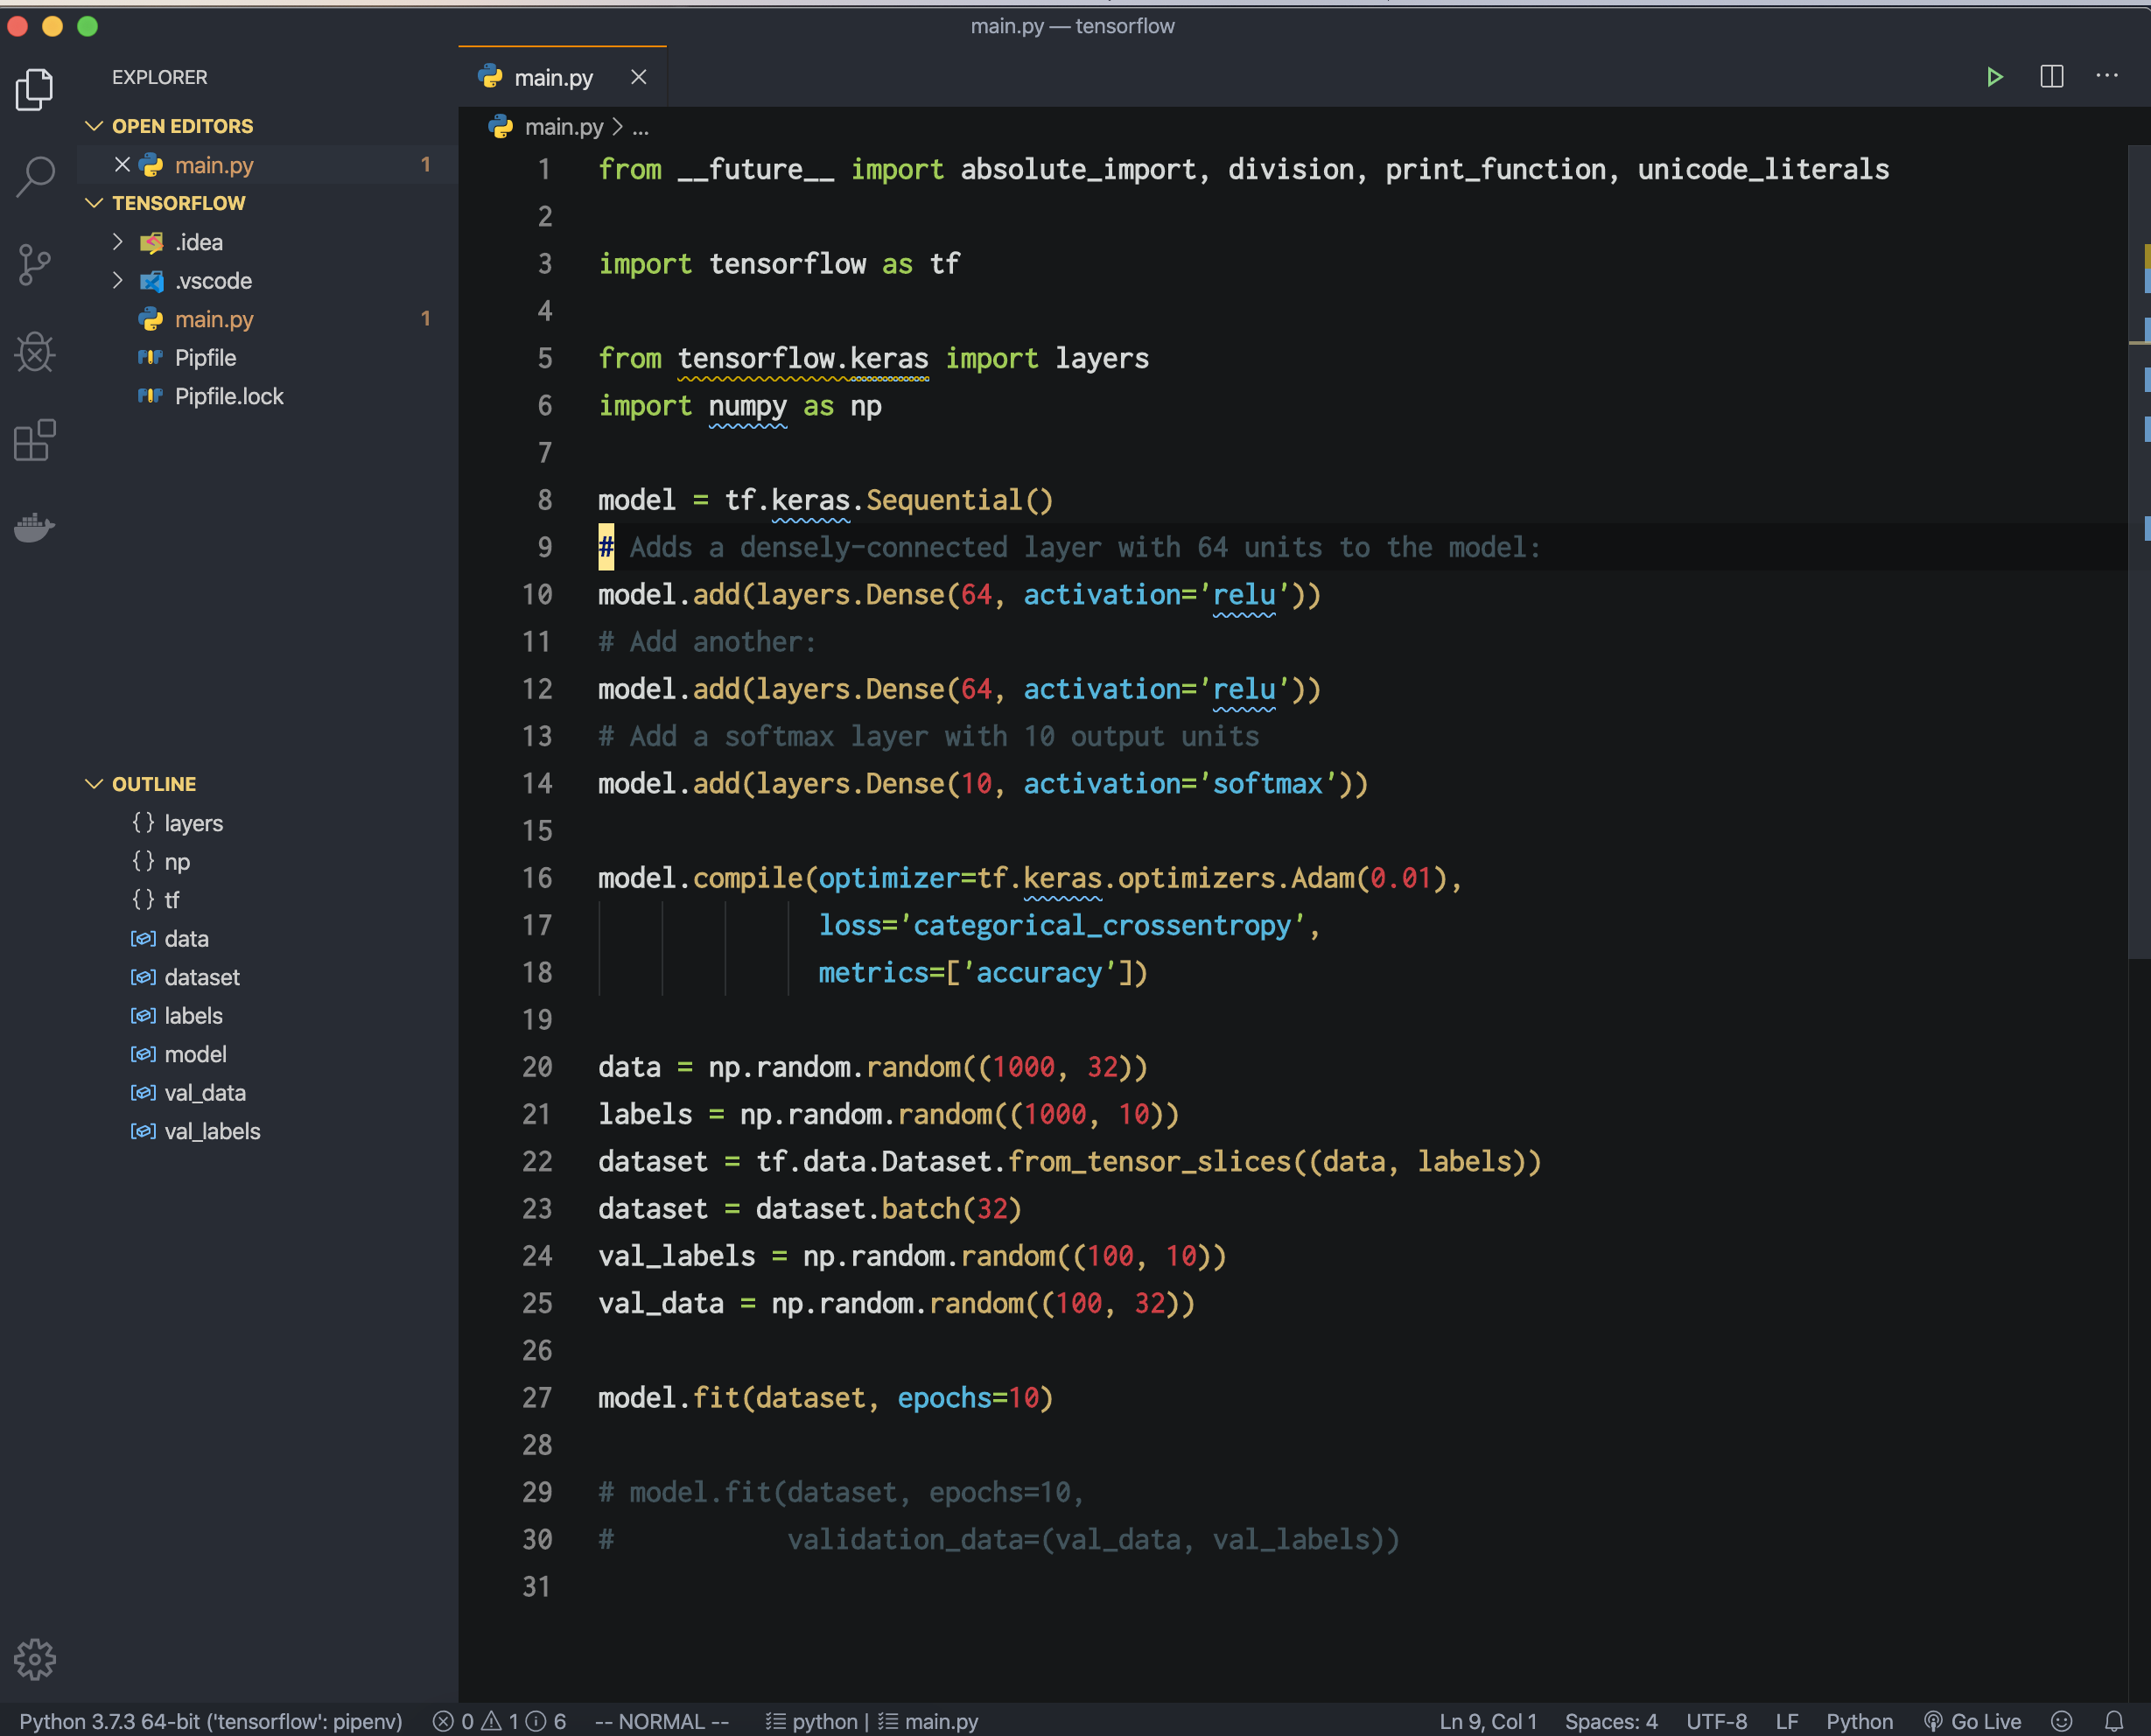 main.py — tensorflow
EXPLORER
OPEN EDITORS
main.py 1
TENSORFLOW
.idea
.vscode
main.py 1
Pipfile
Pipfile.lock
OUTLINE
layers
np
tf
data
dataset
labels
model
val_data
val_labels
main.py
main.py > ...
1 from __future__ import absolute_import, division, print_function, unicode_literals
2
3 import tensorflow as tf
4
5 from tensorflow.keras import layers
6 import numpy as np
7
8 model = tf.keras.Sequential()
9 # Adds a densely-connected layer with 64 units to the model:
10 model.add(layers.Dense(64, activation='relu'))
11 # Add another:
12 model.add(layers.Dense(64, activation='relu'))
13 # Add a softmax layer with 10 output units
14 model.add(layers.Dense(10, activation='softmax'))
15
16 model.compile(optimizer=tf.keras.optimizers.Adam(0.01),
17               loss='categorical_crossentropy',
18               metrics=['accuracy'])
19
20 data = np.random.random((1000, 32))
21 labels = np.random.random((1000, 10))
22 dataset = tf.data.Dataset.from_tensor_slices((data, labels))
23 dataset = dataset.batch(32)
24 val_labels = np.random.random((100, 10))
25 val_data = np.random.random((100, 32))
26
27 model.fit(dataset, epochs=10)
28
29 # model.fit(dataset, epochs=10,
30 #           validation_data=(val_data, val_labels))
31
Python 3.7.3 64-bit ('tensorflow': pipenv) 0 1 6 -- NORMAL -- python | main.py Ln 9, Col 1 Spaces: 4 UTF-8 LF Python Go Live